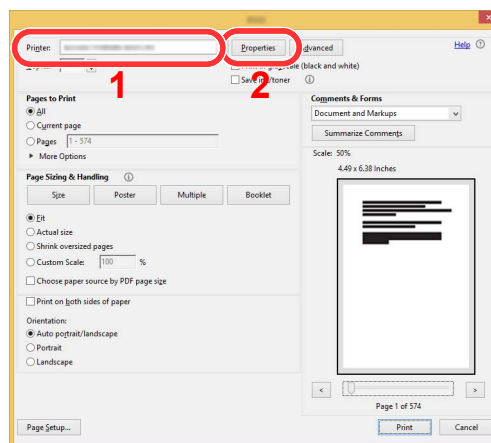 Printer:
Properties
Advanced
Help
1
2
(black and white)
Save ink/toner
Pages to Print
All
Current page
Pages
1 - 574
More Options
Page Sizing & Handling
Size
Poster
Multiple
Booklet
Fit
Actual size
Shrink oversized pages
Custom Scale:
100
%
Choose paper source by PDF page size
Print on both sides of paper
Orientation:
Auto portrait/landscape
Portrait
Landscape
Comments & Forms
Document and Markups
Summarize Comments
Scale: 50%
4.49 x 6.38 Inches
<
>
Page 1 of 574
Page Setup...
Print
Cancel